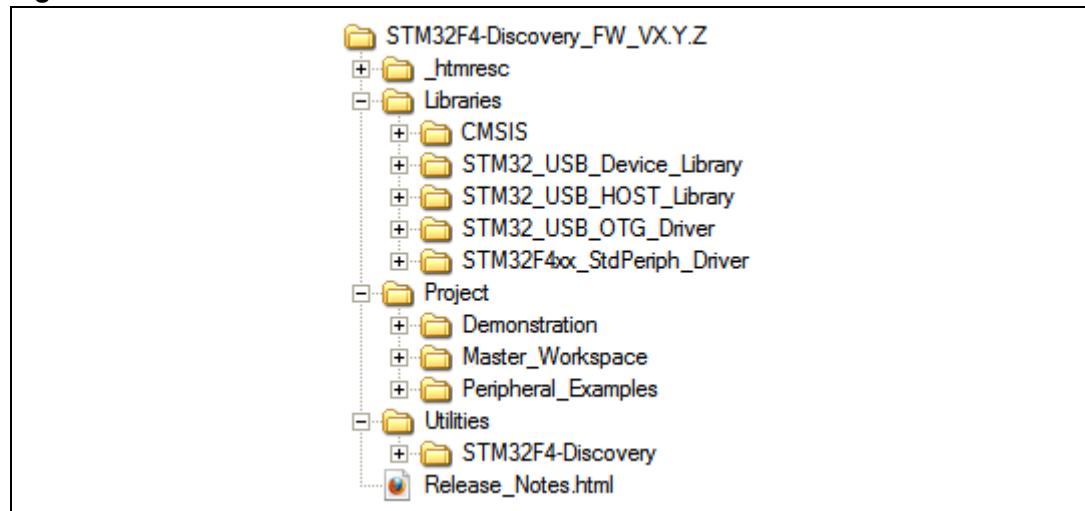 STM32F4-Discovery_FW_VX.Y.Z
_htmresc
Libraries
CMSIS
STM32_USB_Device_Library
STM32_USB_HOST_Library
STM32_USB_OTG_Driver
STM32F4xx_StdPeriph_Driver
Project
Demonstration
Master_Workspace
Peripheral_Examples
Utilities
STM32F4-Discovery
Release_Notes.html